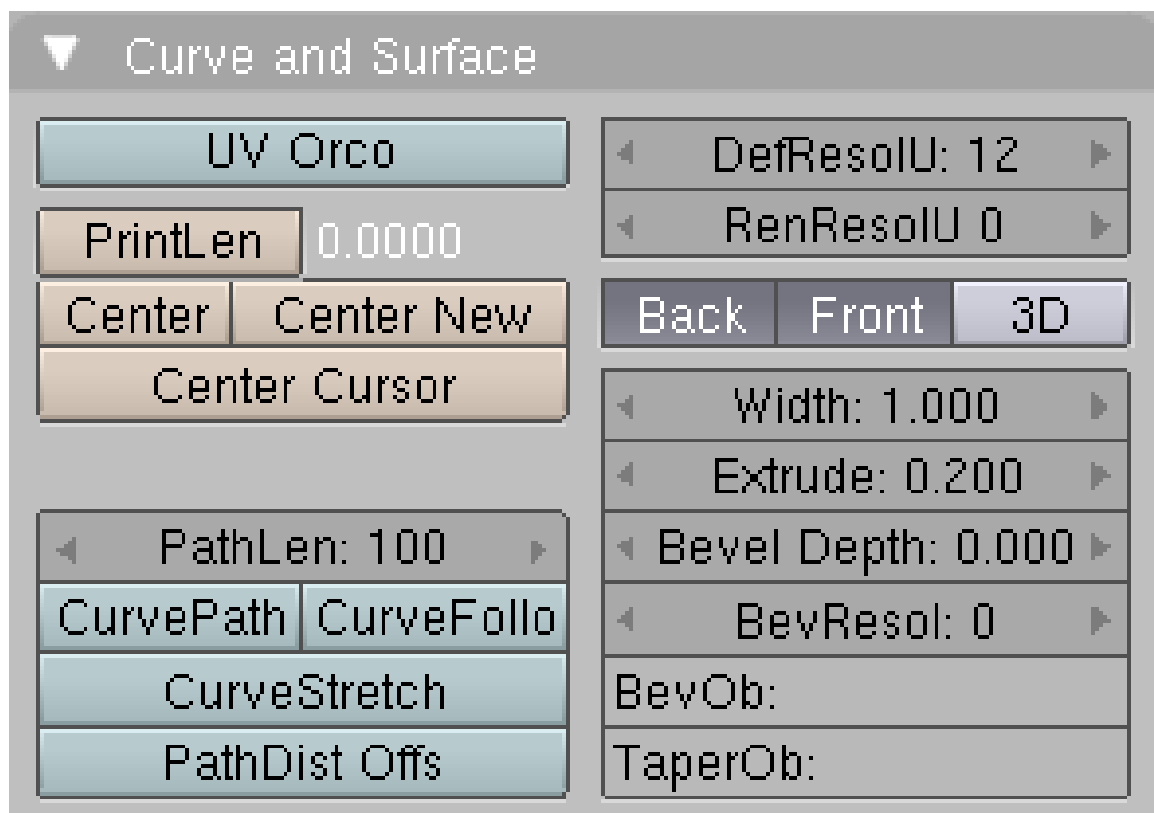 Curve and Surface
UV Orco
PrintLen 0.0000
Center Center New
Center Cursor
PathLen: 100
CurvePath CurveFollo
CurveStretch
PathDist Offs
DefResolU: 12
RenResolU 0
Back Front 3D
Width: 1.000
Extrude: 0.200
Bevel Depth: 0.000
BevResol: 0
BevOb:
TaperOb: